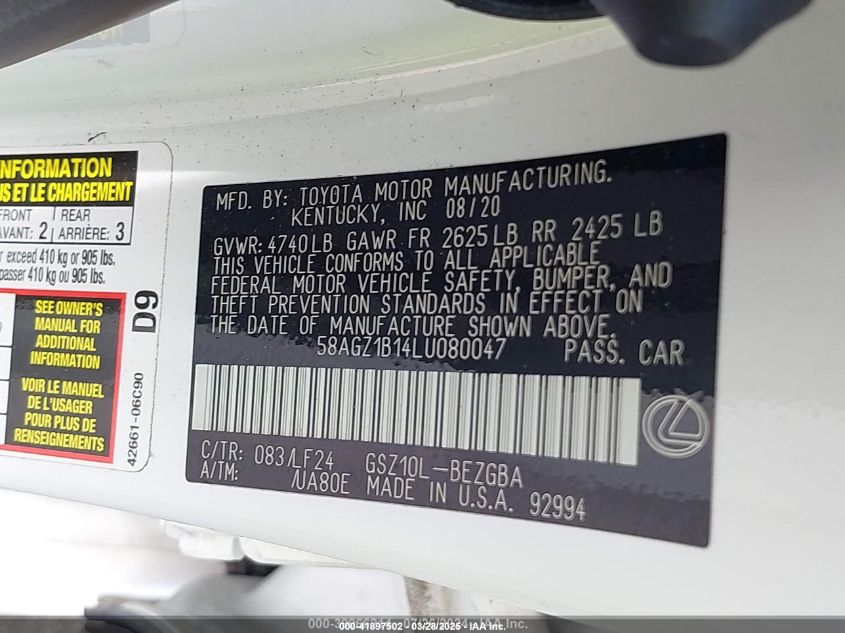 INFORMATION
US ET LE CHARGEMENT
FRONT
AVANT: 2
REAR
ARRIÈRE: 3
exceed 410 kg or 905 lbs.
passer 410 kg ou 905 lbs.
SEE OWNER'S
MANUAL FOR
ADDITIONAL
INFORMATION
VOIR LE MANUEL
DE L'USAGER
POUR PLUS DE
RENSEIGNEMENTS
D9
42661-06C90
MFD. BY: TOYOTA MOTOR MANUFACTURING.
KENTUCKY, INC 08/20
GVWR: 4740LB GAWR FR 2625LB RR 2425 LB
THIS VEHICLE CONFORMS TO ALL APPLICABLE
FEDERAL MOTOR VEHICLE SAFETY, BUMPER, AND
THEFT PREVENTION STANDARDS IN EFFECT ON
THE DATE OF MANUFACTURE SHOWN ABOVE.
58AGZ1B14LU080047 PASS. CAR
C/TR: 083/LF24 GSZ10L-BEZGBA
A/TM: /UA80E MADE IN U.S.A. 92994
41897502 - 03/28/2025 - IAA Inc.